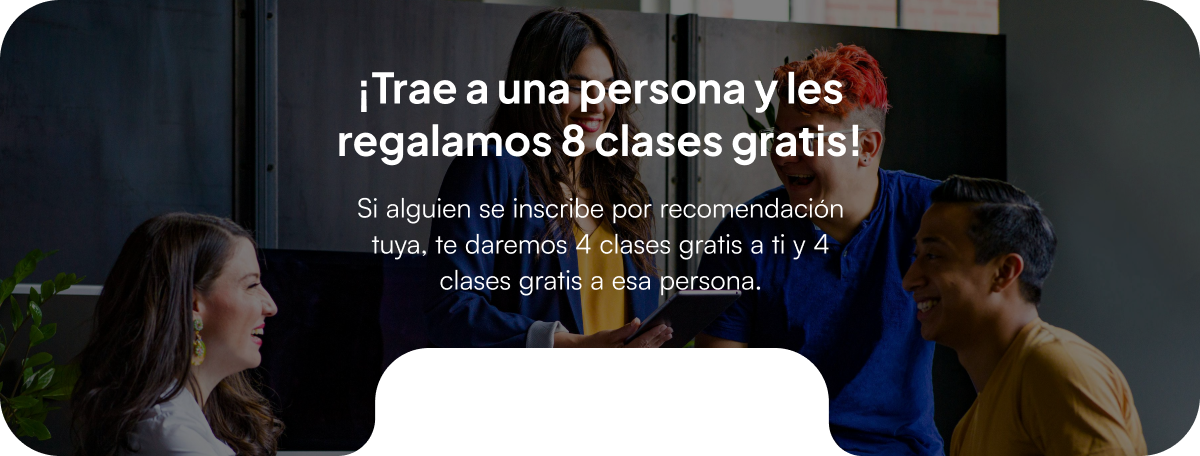 ¡Trae a una persona y les
regalamos 8 clases gratis!
Si alguien se inscribe por recomendación
tuya, te daremos 4 clases gratis a ti y 4
clases gratis a esa persona.